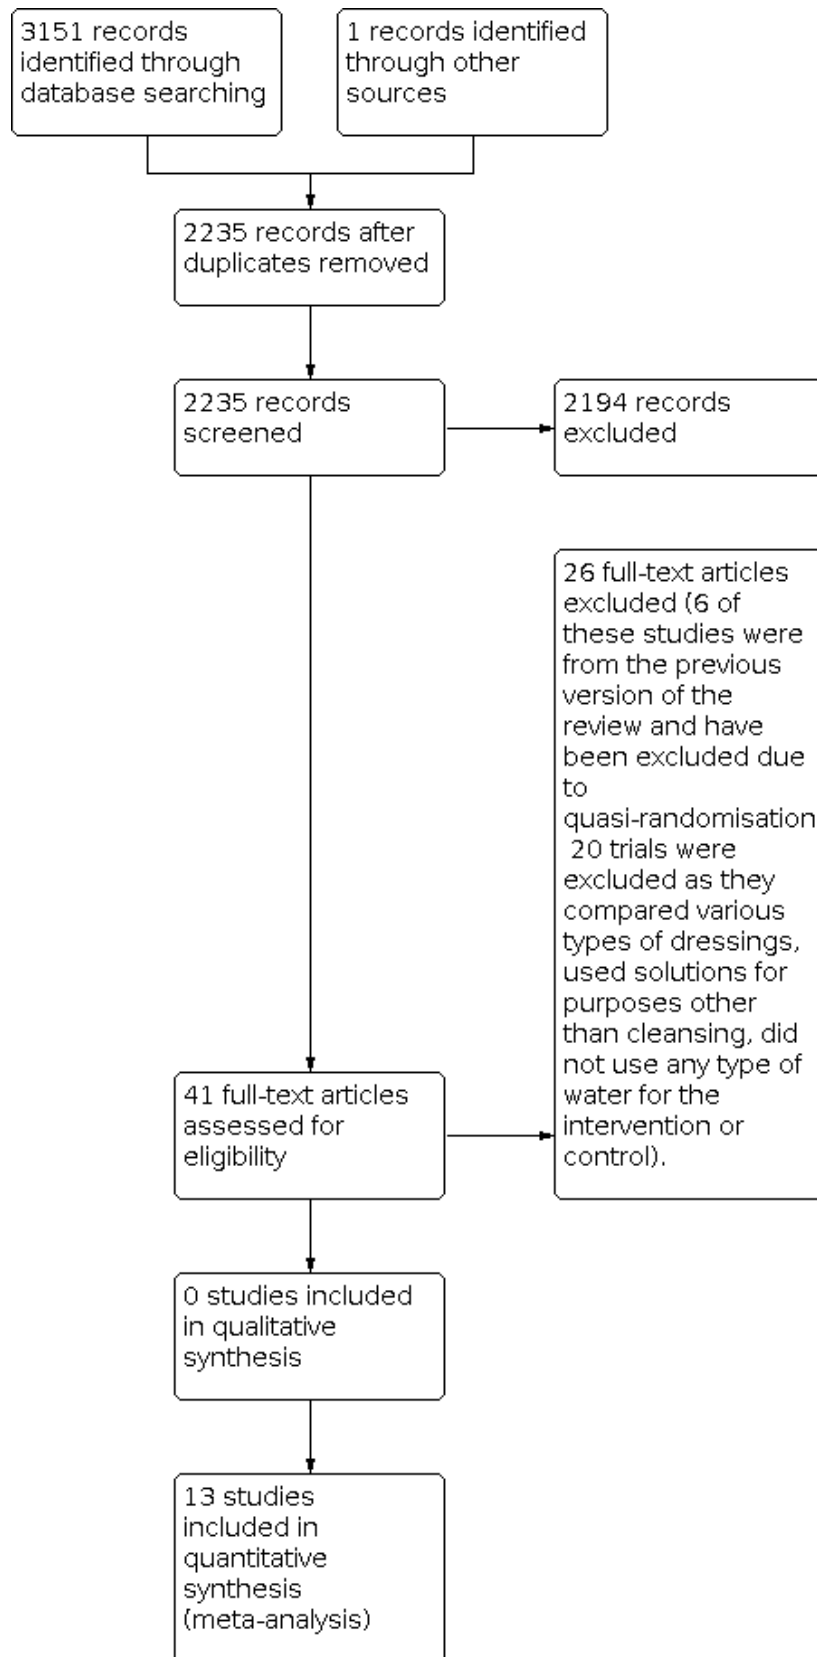 3151 records
identified through
database searching
1 records identified
through other
sources
2235 records after
duplicates removed
2235 records
screened
2194 records
excluded
26 full-text articles
excluded (6 of
these studies were
from the previous
version of the
review and have
been excluded due
to
quasi-randomisation
20 trials were
excluded as they
compared various
types of dressings,
used solutions for
purposes other
than cleansing, did
not use any type of
water for the
intervention or
control).
41 full-text articles
assessed for
eligibility
0 studies included
in qualitative
synthesis
13 studies
included in
quantitative
synthesis
(meta-analysis)